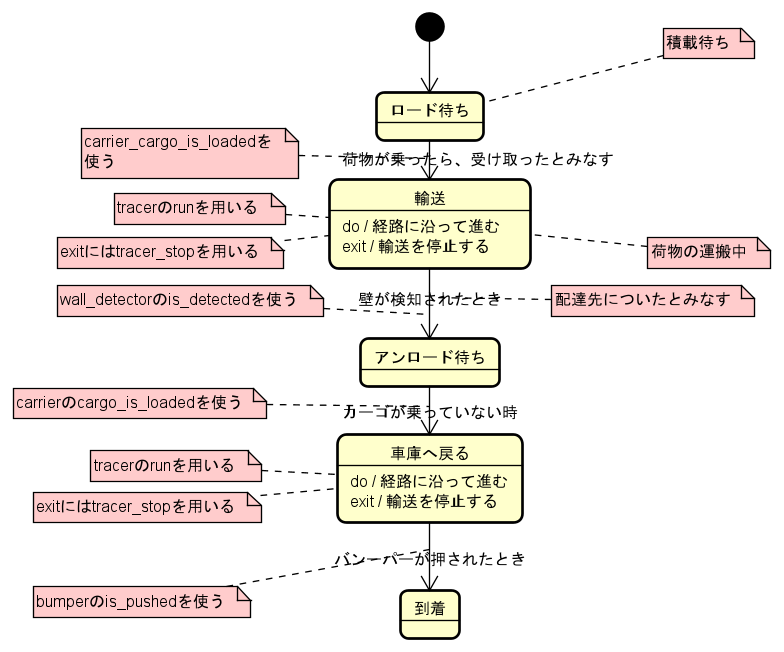 積載待ち
ロード待ち
carrier_cargo_is_loadedを
使う
荷物が乗ったら、受け取ったとみなす
輸送
do / 経路に沿って進む
exit / 輸送を停止する
tracerのrunを用いる
exitにはtracer_stopを用いる
荷物の運搬中
wall_detectorのis_detectedを使う
壁が検知されたとき
配達先についたとみなす
アンロード待ち
carrierのcargo_is_loadedを使う
カーゴが乗っていない時
車庫へ戻る
do / 経路に沿って進む
exit / 輸送を停止する
tracerのrunを用いる
exitにはtracer_stopを用いる
バンーパーが押されたとき
bumperのis_pushedを使う
到着